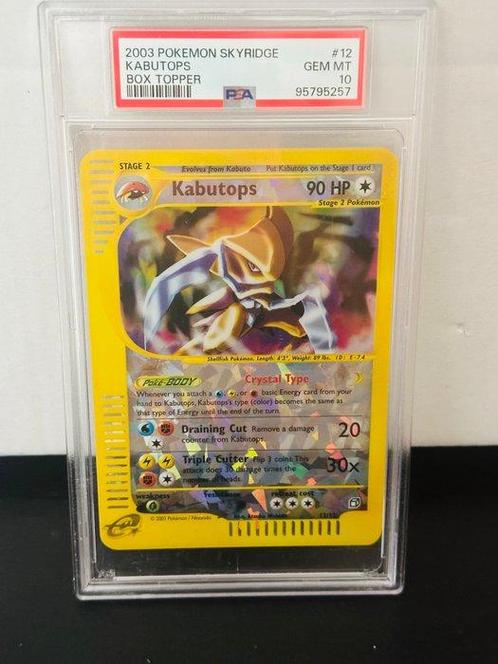 2003 POKEMON SKYRIDGE #12
KABUTOPS GEM MT
BOX TOPPER PSA 10
95795257
STAGE 2 Evolves from Kabuto Put Kabutops on the Stage 1 card
Kabutops 90 HP
Stage 2 Pokémon
Shellfish Pokémon. Length: 4'3", Weight: 89 lbs. ID: E-74
Poké-BODY Crystal Type
Whenever you attach a , , or basic Energy card from your
hand to Kabutops, Kabutops's type (color) becomes the same as
that type of Energy until the end of the turn.
Draining Cut Remove a damage 20
counter from Kabutops.
Triple Cutter Flip 3 coins. This 30x
attack does 30 damage times the
number of heads.
weakness resistance retreat cost
© 2003 Pokémon / Nintendo